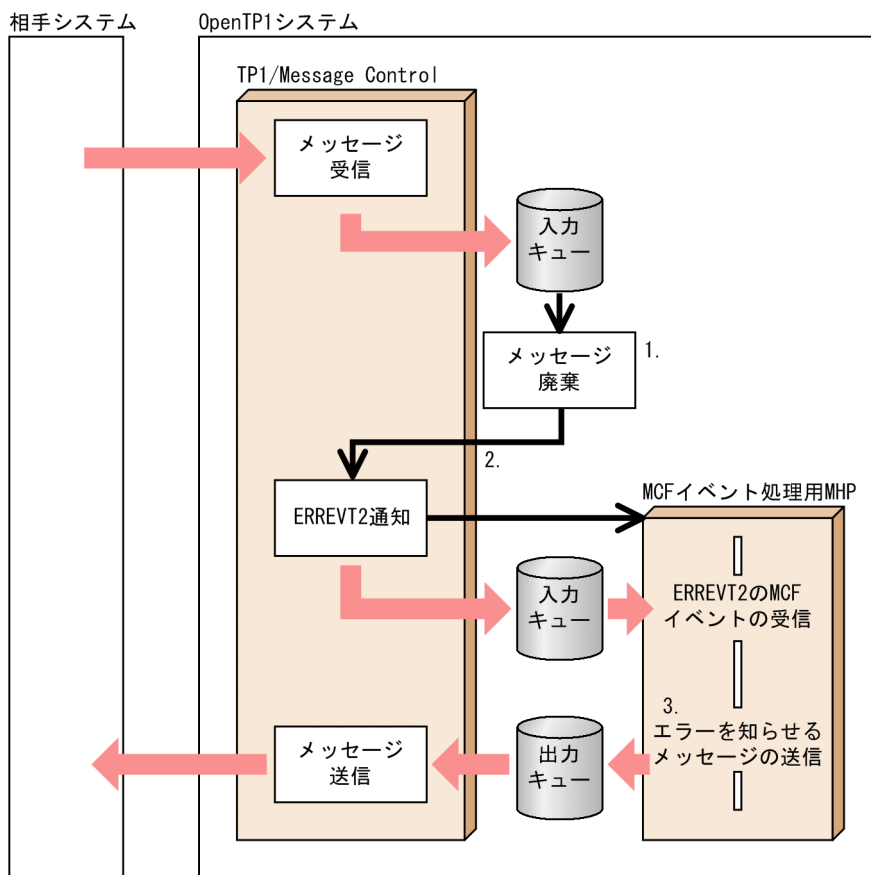 相手システム
OpenTP1システム
TP1/Message Control
メッセージ
受信
入力
キュー
メッセージ
廃棄
1.
2.
ERREVT2通知
MCFイベント処理用MHP
入力
キュー
ERREVT2のMCF
イベントの受信
3.
エラーを知らせる
メッセージの送信
出力
キュー
メッセージ
送信